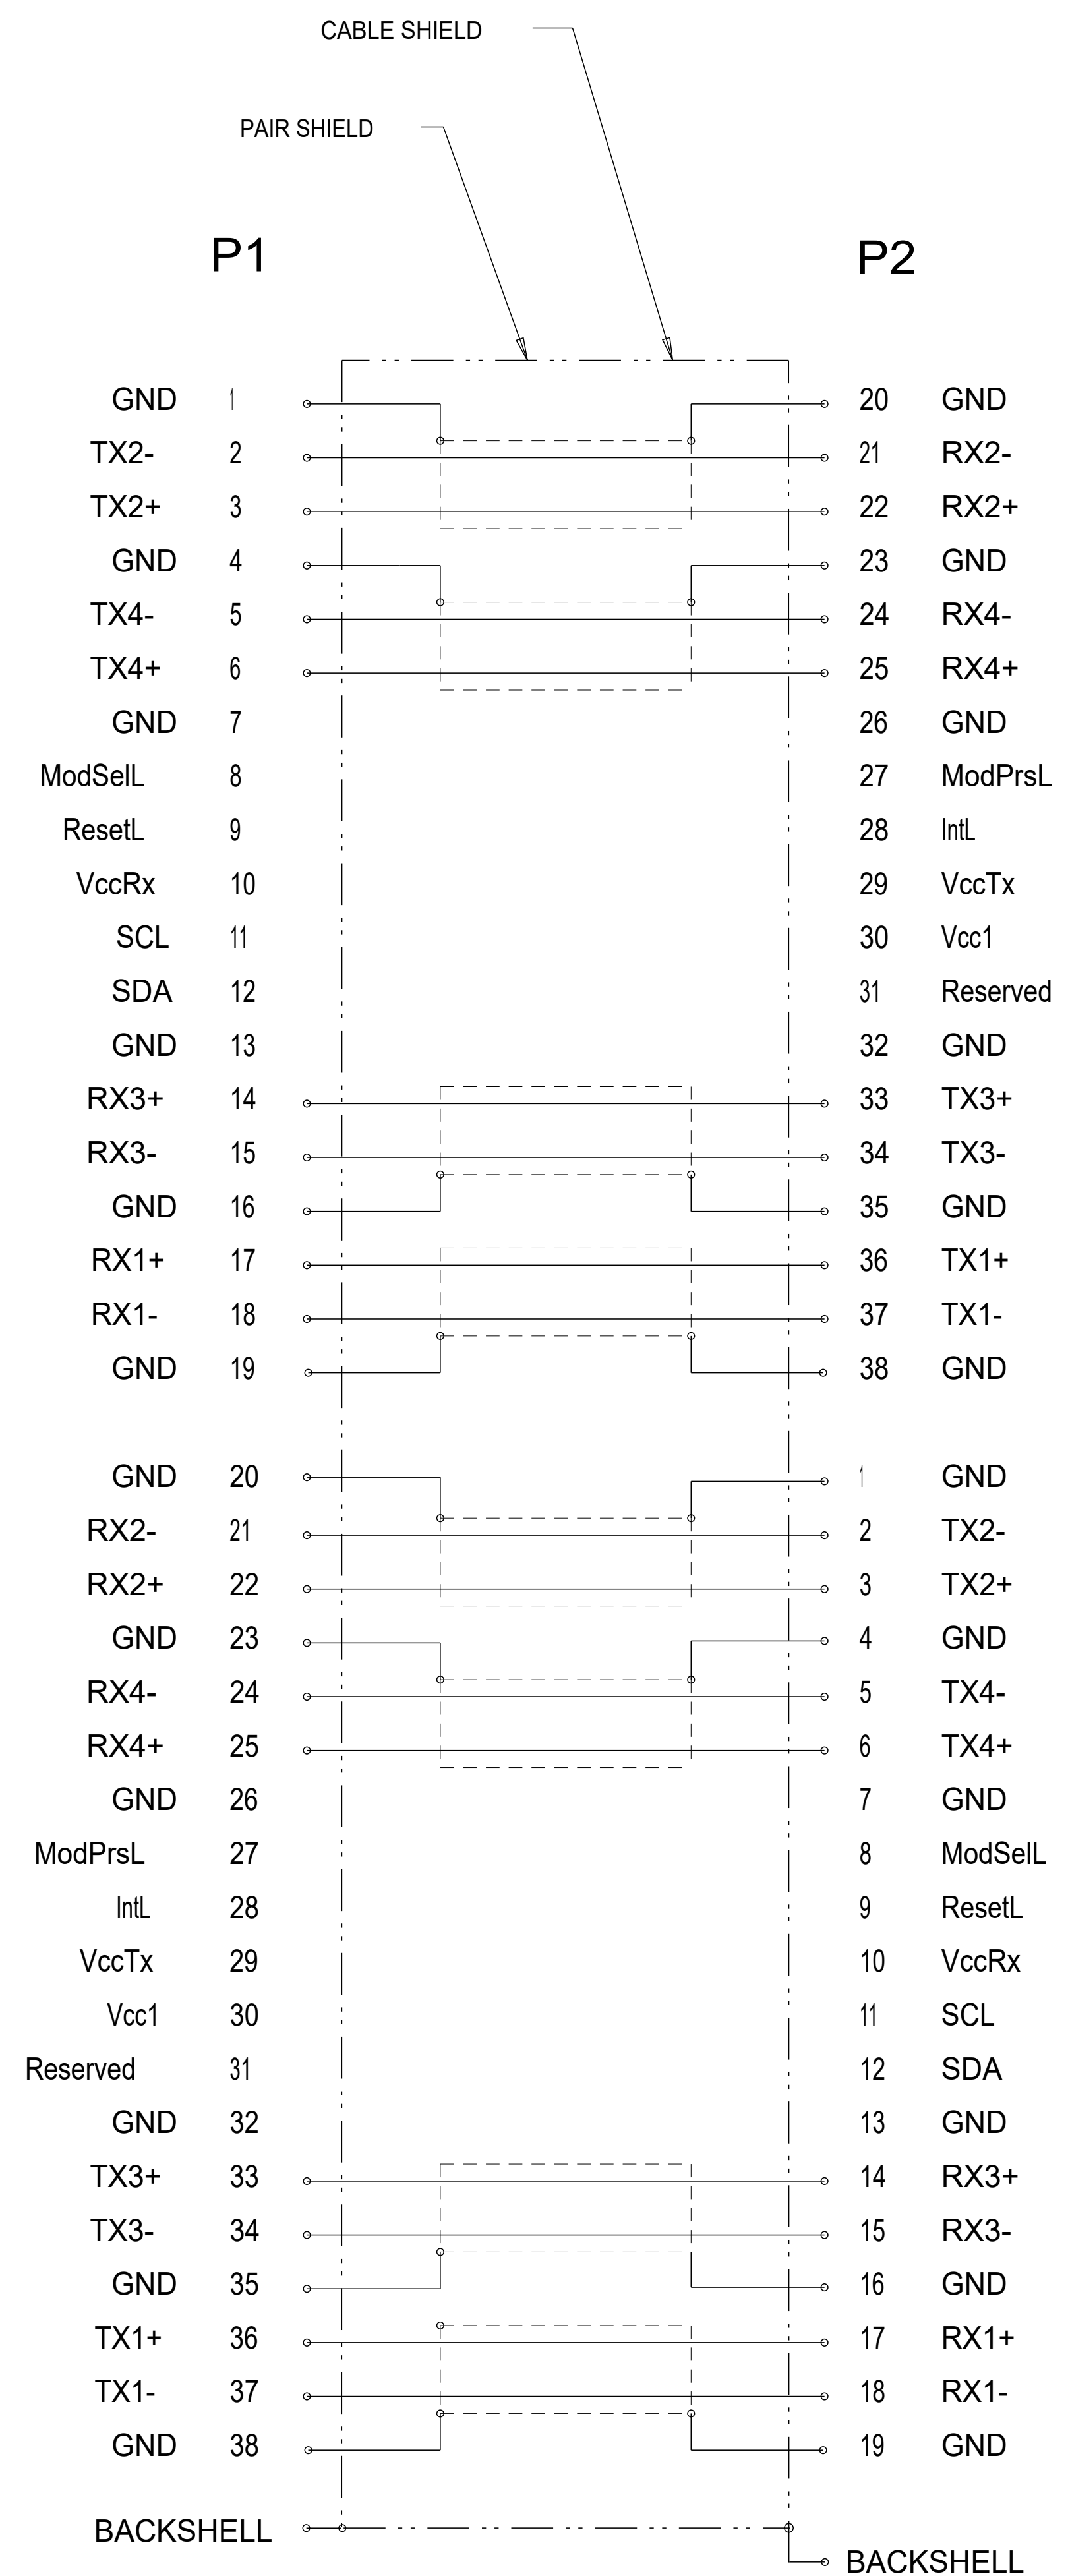 CABLE SHIELD
PAIR SHIELD
P1 P2
GND 1 20 GND
TX2- 2 21 RX2-
TX2+ 3 22 RX2+
GND 4 23 GND
TX4- 5 24 RX4-
TX4+ 6 25 RX4+
GND 7 26 GND
ModSelL 8 27 ModPrsL
ResetL 9 28 IntL
VccRx 10 29 VccTx
SCL 11 30 Vcc1
SDA 12 31 Reserved
GND 13 32 GND
RX3+ 14 33 TX3+
RX3- 15 34 TX3-
GND 16 35 GND
RX1+ 17 36 TX1+
RX1- 18 37 TX1-
GND 19 38 GND
GND 20 1 GND
RX2- 21 2 TX2-
RX2+ 22 3 TX2+
GND 23 4 GND
RX4- 24 5 TX4-
RX4+ 25 6 TX4+
GND 26 7 GND
ModPrsL 27 8 ModSelL
IntL 28 9 ResetL
VccTx 29 10 VccRx
Vcc1 30 11 SCL
Reserved 31 12 SDA
GND 32 13 GND
TX3+ 33 14 RX3+
TX3- 34 15 RX3-
GND 35 16 GND
TX1+ 36 17 RX1+
TX1- 37 18 RX1-
GND 38 19 GND
BACKSHELL
BACKSHELL